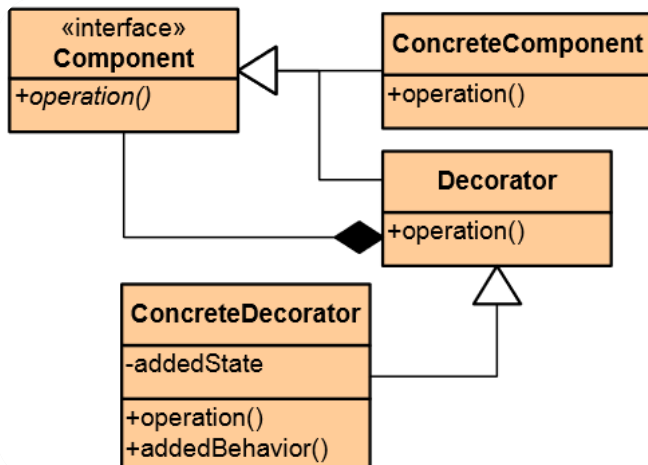 «interface»
Component
+operation()
ConcreteComponent
+operation()
Decorator
+operation()
ConcreteDecorator
-addedState
+operation()
+addedBehavior()